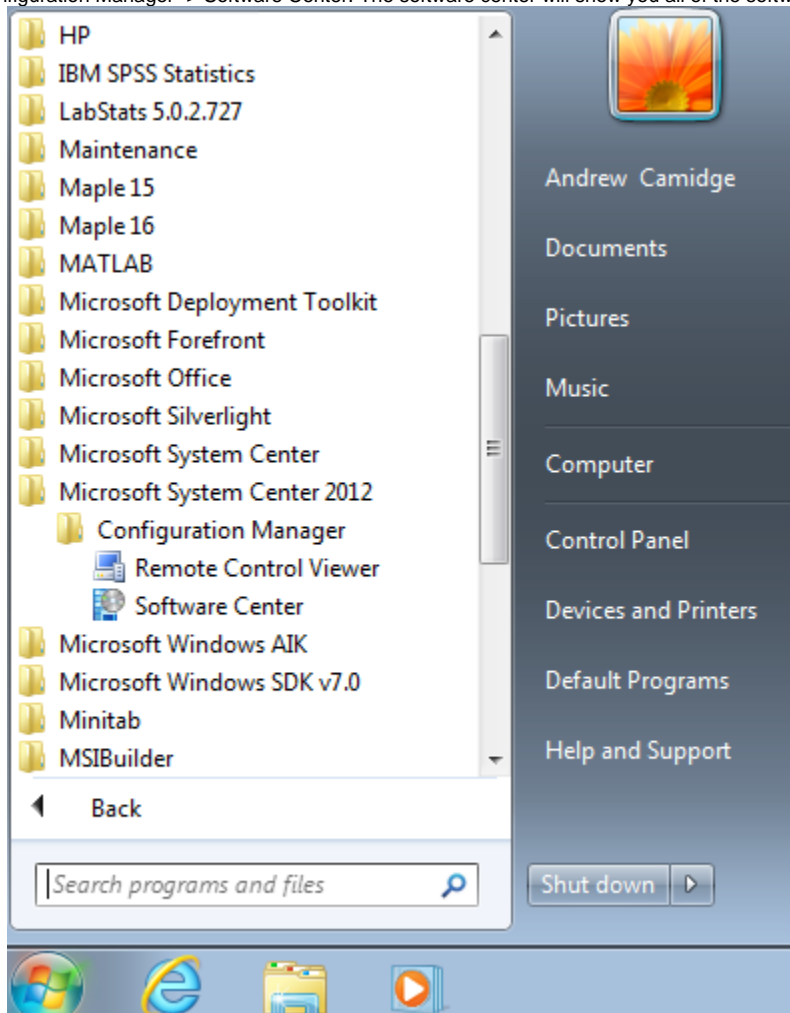 Configuration Manager -> Software Center. The software center will show you all of the
HP
IBM SPSS Statistics
LabStats 5.0.2.727
Maintenance
Maple 15
Maple 16
MATLAB
Microsoft Deployment Toolkit
Microsoft Forefront
Microsoft Office
Microsoft Silverlight
Microsoft System Center
Microsoft System Center 2012
Configuration Manager
Remote Control Viewer
Software Center
Microsoft Windows AIK
Microsoft Windows SDK v7.0
Minitab
MSIBuilder
Back
Search programs and files
Andrew Camidge
Documents
Pictures
Music
Computer
Control Panel
Devices and Printers
Default Programs
Help and Support
Shut down